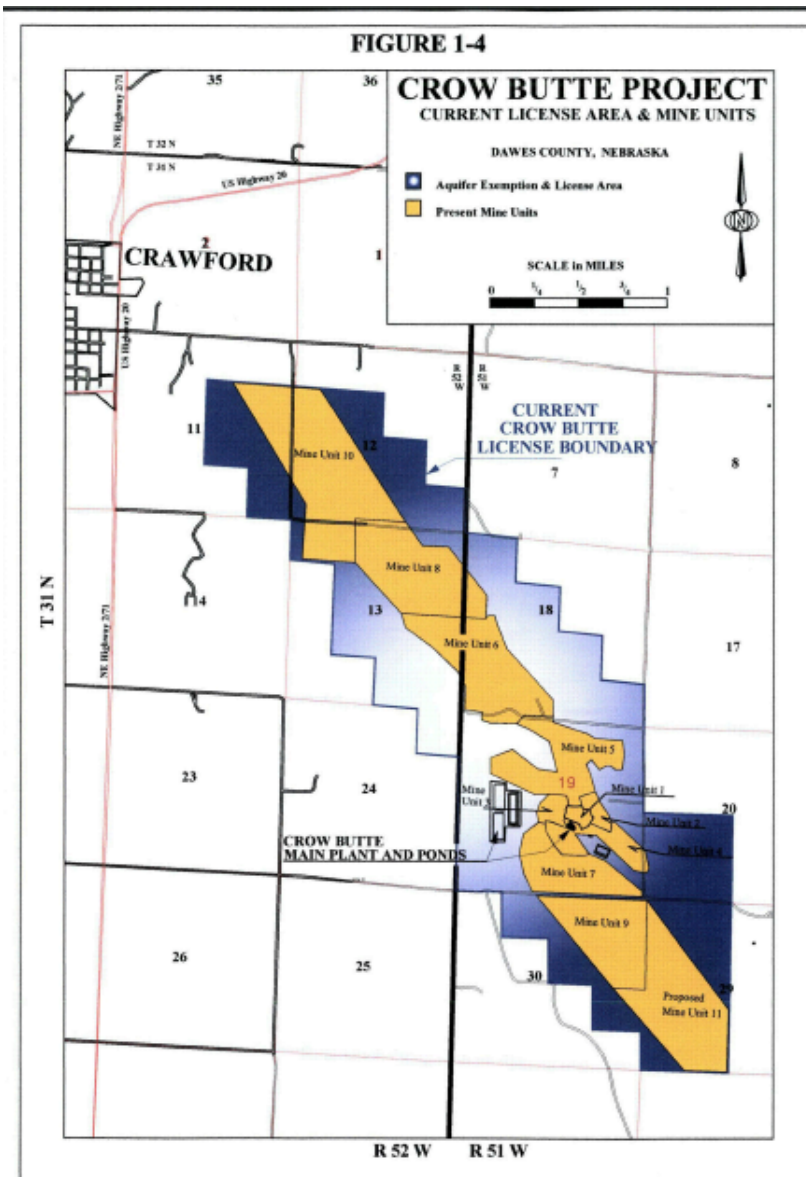 FIGURE 1-4
35
36
CROW BUTTE PROJECT
CURRENT LICENSE AREA & MINE UNITS
DAWES COUNTY, NEBRASKA
Aquifer Exemption & License Area
Present Mine Units
N
SCALE in MILES
0 1/4 1/2 3/4 1
NE Highway 2/71
T 32 N
T 31 N
US Highway 20
2
1
CRAWFORD
US Highway 20
R 52 W
R 51 W
CURRENT
CROW BUTTE
LICENSE BOUNDARY
11
12
7
8
Mine Unit 10
T 31 N
NE Highway 2/71
14
13
18
17
Mine Unit 8
Mine Unit 6
23
24
19
20
Mine Unit 5
Mine Unit 1
Mine
Unit 3
Mine Unit 2
Mine Unit 4
CROW BUTTE
MAIN PLANT AND PONDS
Mine Unit 7
Mine Unit 9
26
25
30
29
Proposed
Mine Unit 11
R 52 W
R 51 W